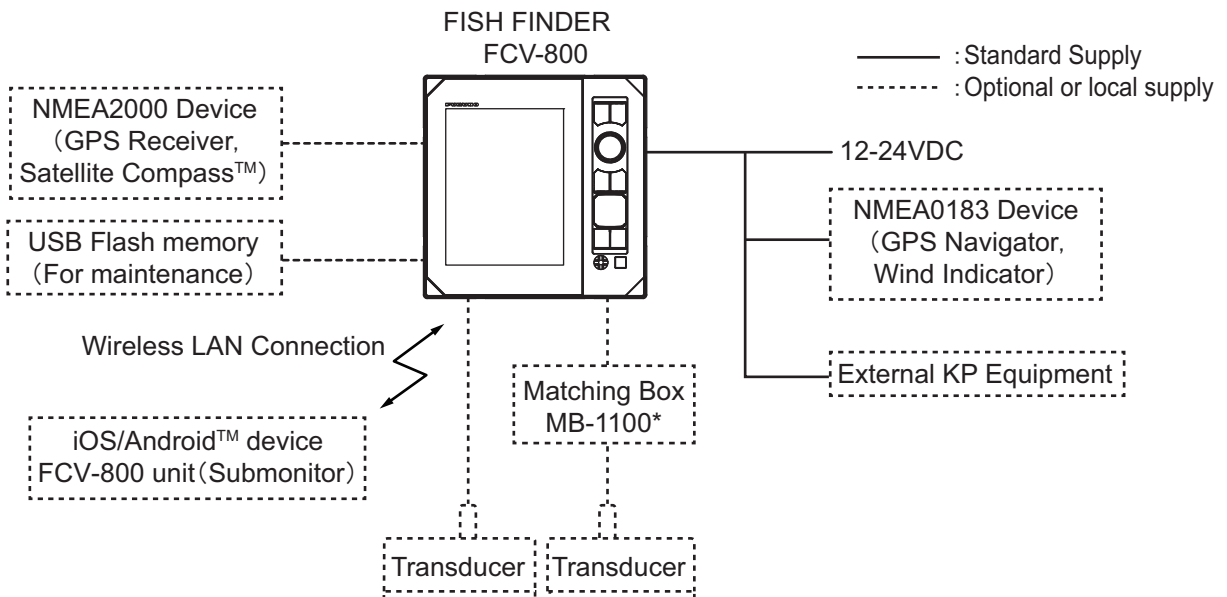 FISH FINDER
FCV-800
: Standard Supply
: Optional or local supply
NMEA2000 Device
(GPS Receiver,
Satellite Compass™)
USB Flash memory
(For maintenance)
FURUNO
12-24VDC
NMEA0183 Device
(GPS Navigator,
Wind Indicator)
External KP Equipment
Wireless LAN Connection
iOS/Android™ device
FCV-800 unit(Submonitor)
Matching Box
MB-1100*
Transducer
Transducer